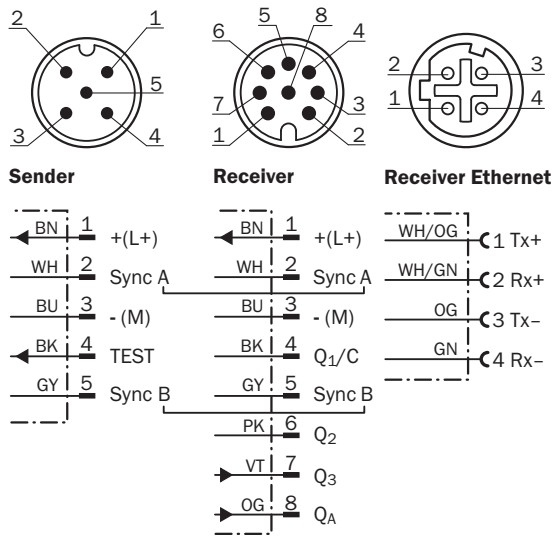 2 1 5 3 4
5 8 6 4 7 3 1 2
2 3 1 4
Sender
BN 1 +(L+)
WH 2 Sync A
BU 3 - (M)
BK 4 TEST
GY 5 Sync B
Receiver
BN 1 +(L+)
WH 2 Sync A
BU 3 - (M)
BK 4 Q1/C
GY 5 Sync B
PK 6 Q2
VT 7 Q3
OG 8 QA
Receiver Ethernet
WH/OG 1 Tx+
WH/GN 2 Rx+
OG 3 Tx–
GN 4 Rx–